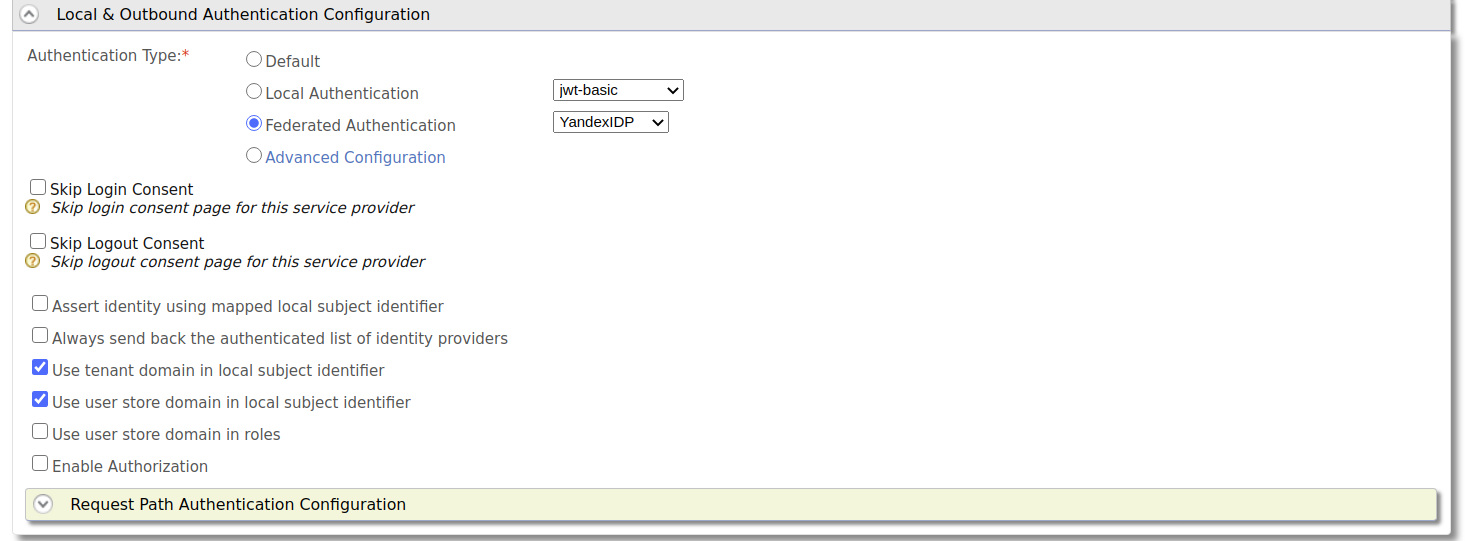 Local & Outbound Authentication Configuration
Authentication Type:*
Default
Local Authentication jwt-basic
Federated Authentication YandexIDP
Advanced Configuration
Skip Login Consent
? Skip login consent page for this service provider
Skip Logout Consent
? Skip logout consent page for this service provider
Assert identity using mapped local subject identifier
Always send back the authenticated list of identity providers
Use tenant domain in local subject identifier
Use user store domain in local subject identifier
Use user store domain in roles
Enable Authorization
Request Path Authentication Configuration